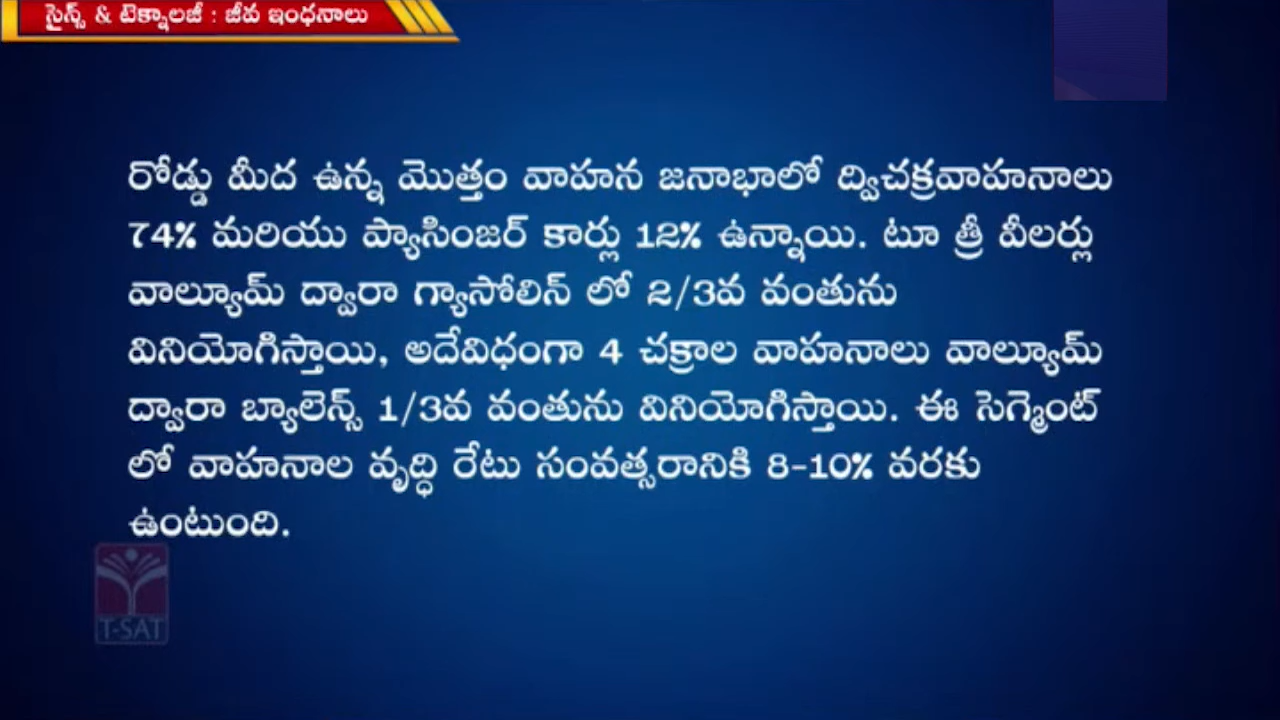 సైన్స్ & టెక్నాలజీ : జీవ ఇంధనాలు
రోడ్డు మీద ఉన్న మొత్తం వాహన జనాభాలో ద్విచక్రవాహనాలు
74% మరియు ప్యాసింజర్ కార్లు 12% ఉన్నాయి. టూ త్రీ వీలర్లు
వాల్యూమ్ ద్వారా గ్యాసోలిన్ లో 2/3వ వంతును
వినియోగిస్తాయి, అదేవిధంగా 4 చక్రాల వాహనాలు వాల్యూమ్
ద్వారా బ్యాలెన్స్ 1/3వ వంతును వినియోగిస్తాయి. ఈ సెగ్మెంట్
లో వాహనాల వృద్ధి రేటు సంవత్సరానికి 8-10% వరకు
ఉంటుంది.
T-SAT